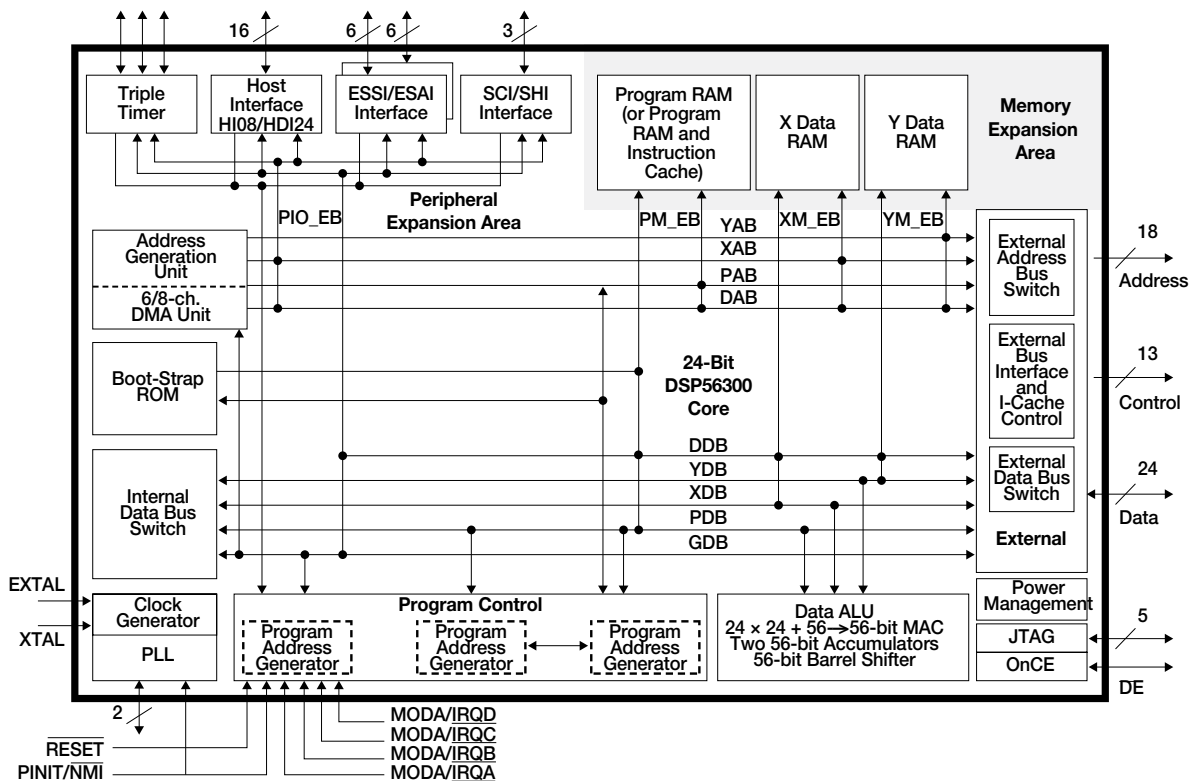 16
6
6
3
Triple
Timer
Host
Interface
HI08/HDI24
ESSI/ESAI
Interface
SCI/SHI
Interface
Program RAM
(or Program
RAM and
Instruction
Cache)
X Data
RAM
Y Data
RAM
Memory
Expansion
Area
Peripheral
Expansion Area
PIO_EB
PM_EB
XM_EB
YM_EB
Address
Generation
Unit
6/8-ch.
DMA Unit
YAB
XAB
PAB
DAB
External
Address
Bus
Switch
18
Address
Boot-Strap
ROM
24-Bit
DSP56300
Core
External
Bus
Interface
and
I-Cache
Control
13
Control
Internal
Data Bus
Switch
DDB
YDB
XDB
PDB
GDB
External
Data Bus
Switch
External
24
Data
EXTAL
XTAL
Clock
Generator
PLL
Program Control
Program
Address
Generator
Program
Address
Generator
Program
Address
Generator
Data ALU
24 × 24 + 56→56-bit MAC
Two 56-bit Accumulators
56-bit Barrel Shifter
Power
Management
JTAG
OnCE
5
DE
2
RESET
PINIT/NMI
MODA/IRQD
MODA/IRQC
MODA/IRQB
MODA/IRQA